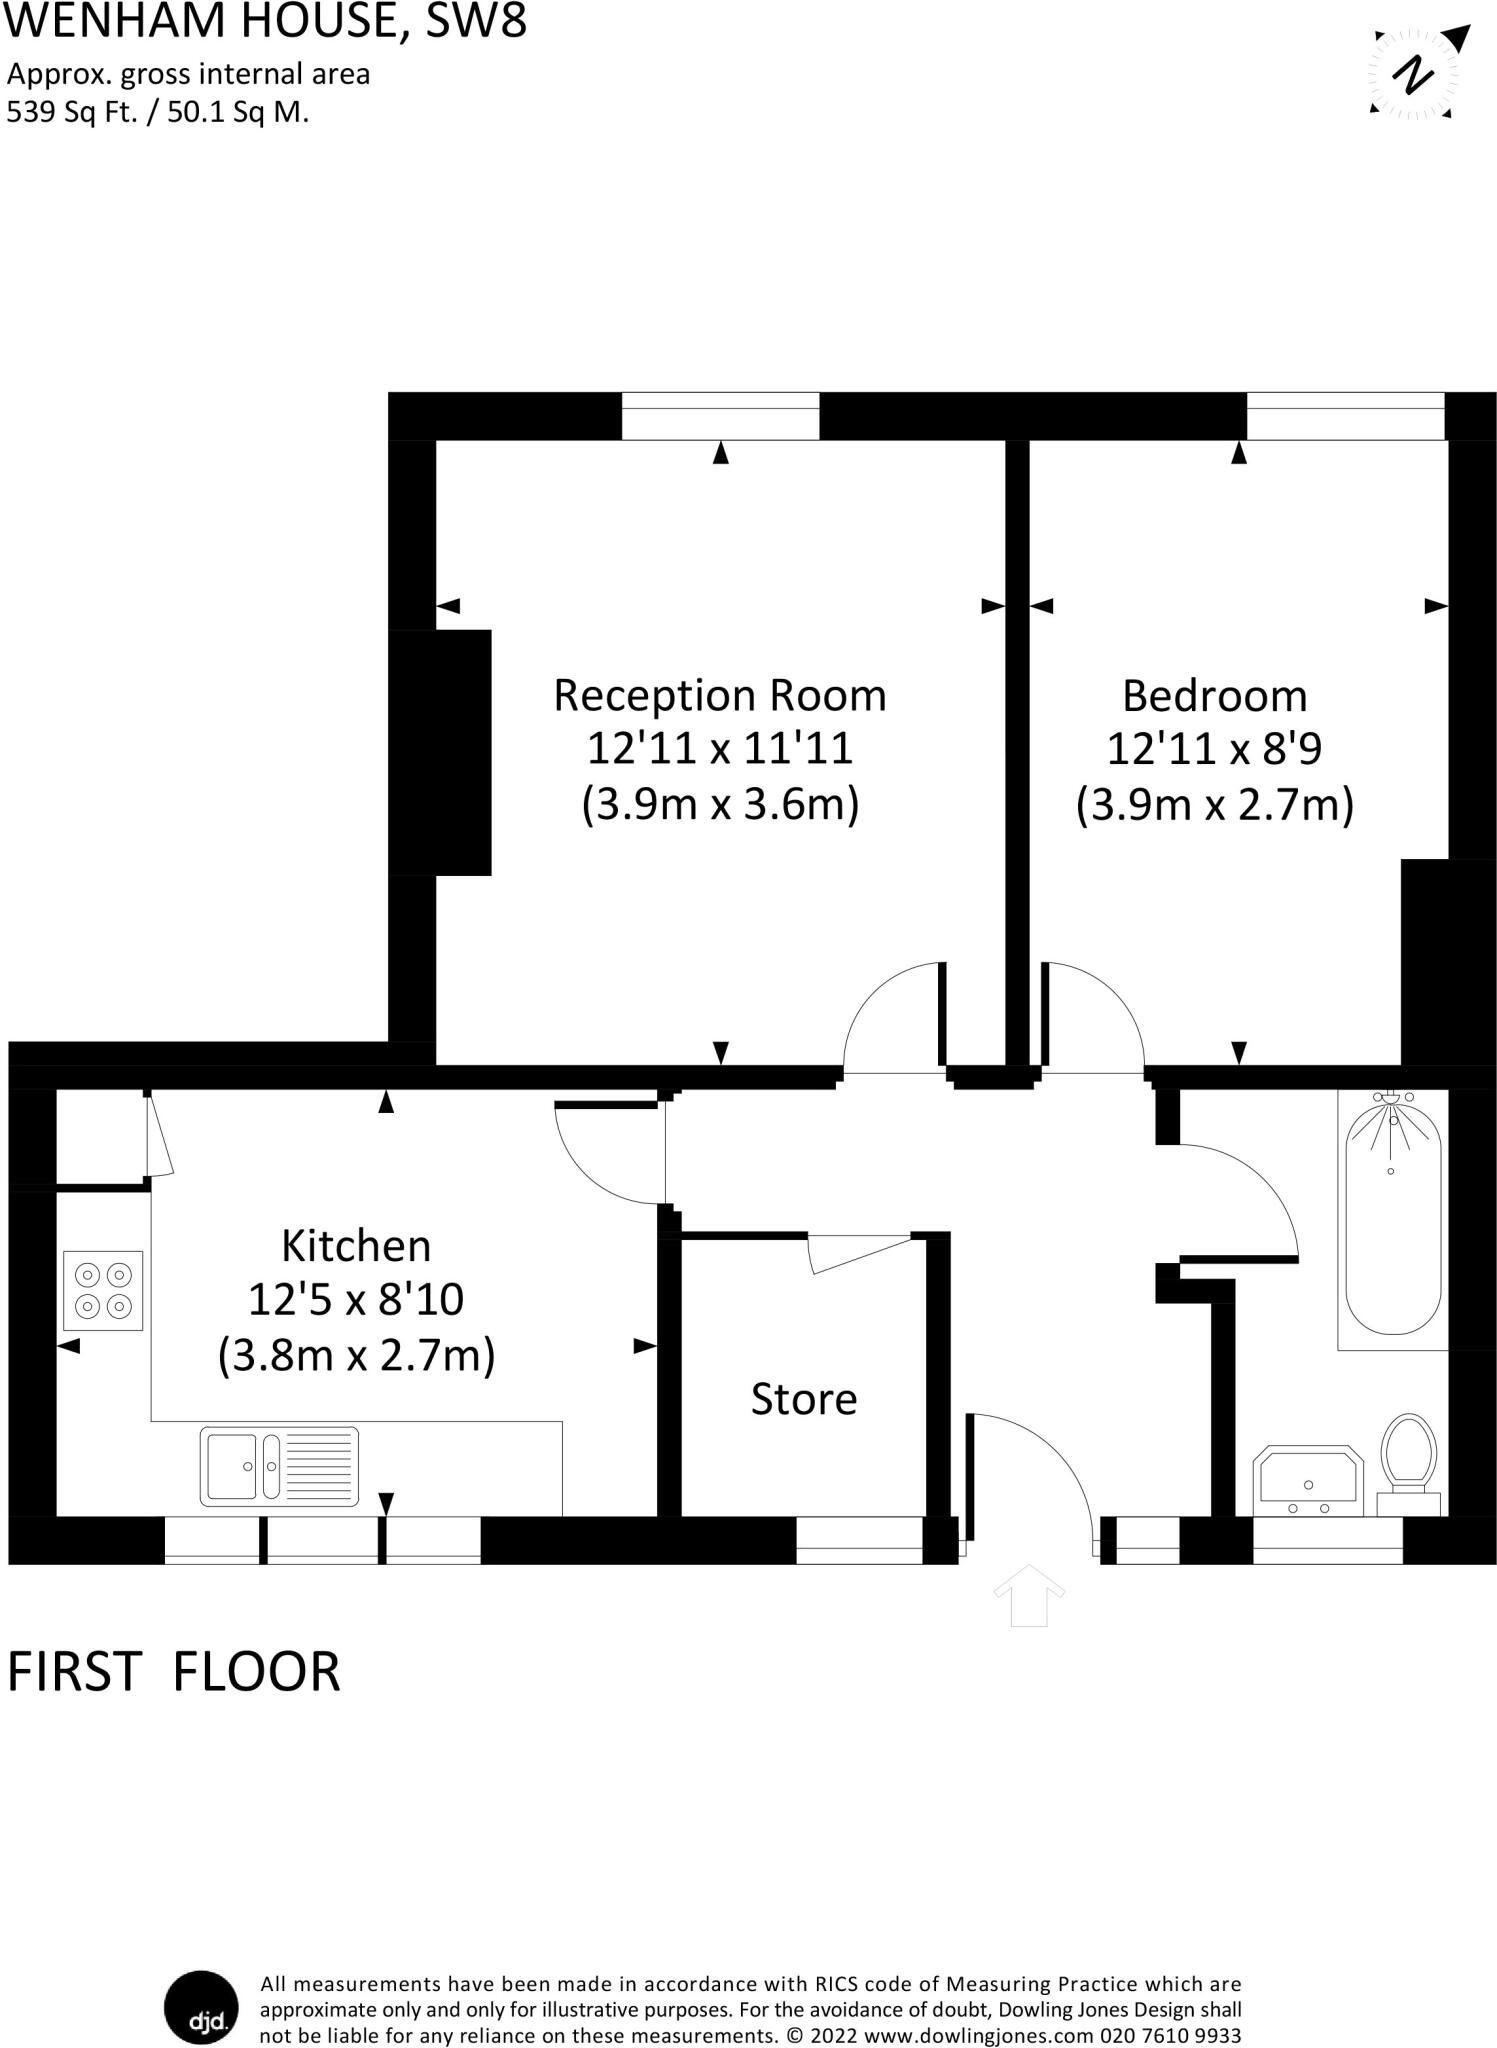 WENHAM HOUSE, SW8
Approx. gross internal area
539 Sq Ft. / 50.1 Sq M.
N
Reception Room
12'11 x 11'11
(3.9m x 3.6m)
Bedroom
12'11 x 8'9
(3.9m x 2.7m)
Kitchen
12'5 x 8'10
(3.8m x 2.7m)
Store
FIRST FLOOR
djd.
All measurements have been made in accordance with RICS code of Measuring Practice which are
approximate only and only for illustrative purposes. For the avoidance of doubt, Dowling Jones Design shall
not be liable for any reliance on these measurements. © 2022 www.dowlingjones.com 020 7610 9933